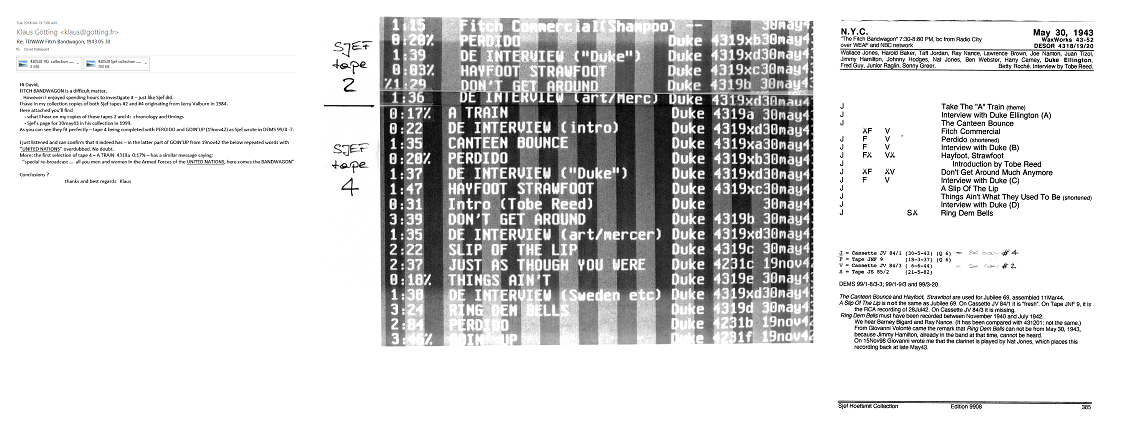 Tue 2016-04-19 7:00 AM
Klaus Götting <klaus@gotting.fr>
Re: TDWAW Fitch Bandwagon, 1943 05 30
To David Palmquist
Hi David,
FITCH BANDWAGON is a difficult matter.
However I enjoyed spending hours to investigate it – just like Sjef did.
I have in my collection copies of both Sjef tapes #2 and #4 originating from Jerry Valburn in 1984.
Here attached you'll find
- what I hear on my copies of these tapes 2 and 4: chronology and timings
- Sjef's page for 30may43 in his collection in 1999.
As you can see they fit perfectly – tape 4 being completed with PERDIDO and GOIN'UP (19nov42) as Sjef wrote in DEMS 99/4 -7.
I just listened and can confirm that it indeed has – in the latter part of GOIN'UP from 19nov42 the below repeated words with
"UNITED NATIONS" overdubbed. No doubt.
More: the first selection of tape 4 – A TRAIN 4319a 0:17% - has a similar message saying:
"special re-broadcast … all you men and women in the Armed Forces of the UNITED NATIONS, here comes the BANDWAGON"
Conclusions ?
thanks and best regards Klaus
SJEF
tape
2
SJEF
tape
4
1:15 Fitch Commercial(Shampoo) -- 30may4
0:20% PERDIDO Duke 4319xb30may4
1:39 DE INTERVIEW ("Duke") Duke 4319xd30may4
0:03% HAYFOOT STRAWFOOT Duke 4319xc30may4
%1:29 DON'T GET AROUND Duke 4319b 30may4
1:36 DE INTERVIEW (art/Merc) Duke 4319xd30may4
0:17% A TRAIN Duke 4319a 30may4
0:22 DE INTERVIEW (intro) Duke 4319xd30may4
1:35 CANTEEN BOUNCE Duke 4319xa30may4
0:20% PERDIDO Duke 4319xb30may4
1:37 DE INTERVIEW ("Duke") Duke 4319xd30may4
1:47 HAYFOOT STRAWFOOT Duke 4319xc30may4
0:31 Intro (Tobe Reed) 30may4
3:39 DON'T GET AROUND Duke 4319b 30may4
1:35 DE INTERVIEW (art/mercer) Duke 4319xd30may4
2:22 SLIP OF THE LIP Duke 4319c 30may4
2:37 JUST AS THOUGH YOU WERE Duke 4231c 19nov4
0:18% THINGS AIN'T Duke 4319e 30may4
1:30 DE INTERVIEW (Sweden etc) Duke 4319xd30may4
3:24 RING DEM BELLS Duke 4319d 30may4
2:04 PERDIDO Duke 4231b 19nov4
3:46% GOIN' UP Duke 4231f 19nov4
N.Y.C. May 30, 1943
"The Fitch Bandwagon" 7:30-8:00 PM, bc from Radio City WaxWorks 43-52
over WEAF and NBC network DESOR 4318/19/20
Wallace Jones, Harold Baker, Taft Jordan, Ray Nance, Lawrence Brown, Joe Nanton, Juan Tizol,
Jimmy Hamilton, Johnny Hodges, Nat Jones, Ben Webster, Harry Carney, Duke Ellington,
Fred Guy, Junior Raglin, Sonny Greer. Betty Roché. Interview by Tobe Reed.
J Take The "A" Train (theme)
J Interview with Duke Ellington (A)
J The Canteen Bounce
XF V Fitch Commercial
J F V Perdido (shortened)
J F V Interview with Duke (B)
J FX VX Hayfoot, Strawfoot
J Introduction by Tobe Reed
J XF XV Don't Get Around Much Anymore
J F V Interview with Duke (C)
J A Slip Of The Lip
J Things Ain't What They Used To Be (shortened)
J Interview with Duke (D)
J SX Ring Dem Bells
J = Cassette JV 84/1 (30-5-43) (Q 6) #4
F = Tape JNF 9 (18-3-37) (Q 6)
V = Cassette JV 84/3 ( 6-6-44) #2
S = Tape JS 85/2 (21-5-82)
DEMS 99/1-8/3-3; 99/1-9/3 and 99/3-20.
The Canteen Bounce and Hayfoot, Strawfoot are used for Jubilee 69, assembled 11Mar44.
A Slip Of The Lip is not the same as Jubilee 69. On Cassette JV 84/1 it is "fresh". On Tape JNF 9, it is
the RCA recording of 28Jul42. On Cassette JV 84/3 it is missing.
Ring Dem Bells must have been recorded between November 1940 and July 1942.
We hear Barney Bigard and Ray Nance. (It has been compared with 431201: not the same.)
From Giovanni Volonté came the remark that Ring Dem Bells can not be from May 30, 1943,
because Jimmy Hamilton, already in the band at that time, cannot be heard.
On 15Nov98 Giovanni wrote me that the clarinet is played by Nat Jones, which places this
recording back at late May43.
Sjef Hoefsmit Collection Edition 9908 385